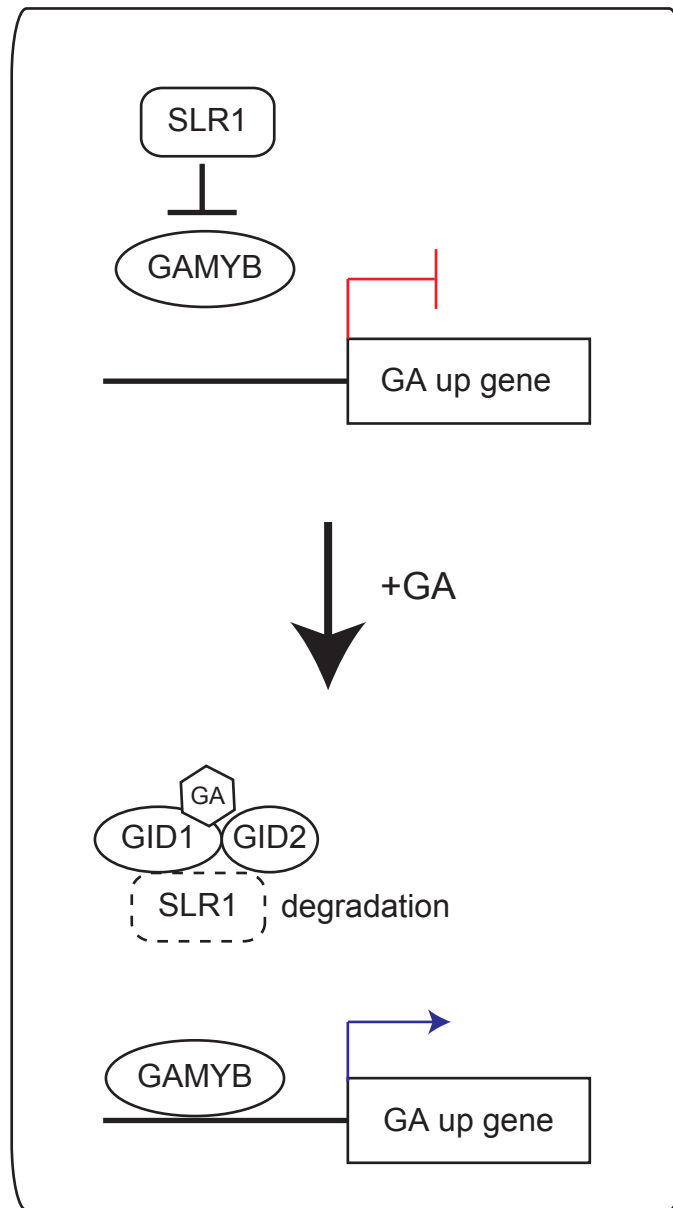 SLR1
GAMYB
GA up gene
+GA
GA
GID1 GID2
SLR1 degradation
GAMYB
GA up gene